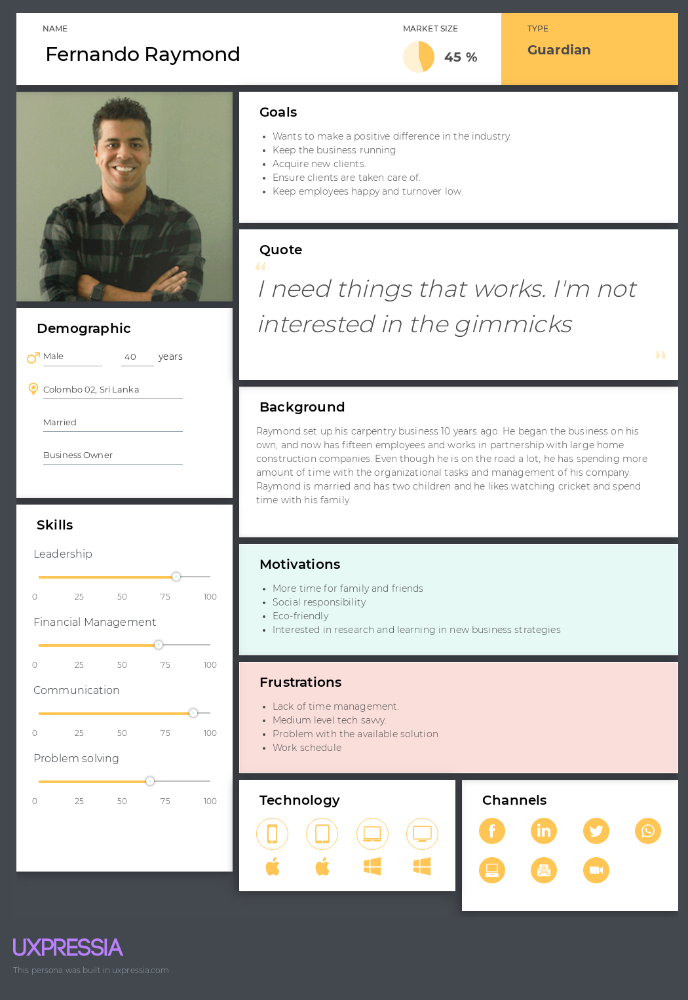 NAME
Fernando Raymond
MARKET SIZE
45 %
TYPE
Guardian
Goals
Wants to make a positive difference in the industry.
Keep the business running.
Acquire new clients.
Ensure clients are taken care of.
Keep employees happy and turnover low.
Quote
“
I need things that works. I'm not
interested in the gimmicks
”
Demographic
Male
40 years
Colombo 02, Sri Lanka
Married
Business Owner
Background
Raymond set up his carpentry business 10 years ago. He began the business on his
own, and now has fifteen employees and works in partnership with large home
construction companies. Even though he is on the road a lot, he has spending more
amount of time with the organizational tasks and management of his company.
Raymond is married and has two children and he likes watching cricket and spend
time with his family.
Skills
Leadership
0 25 50 75 100
Financial Management
0 25 50 75 100
Communication
0 25 50 75 100
Problem solving
0 25 50 75 100
Motivations
More time for family and friends
Social responsibility
Eco-friendly
Interested in research and learning in new business strategies
Frustrations
Lack of time management.
Medium level tech savvy.
Problem with the available solution
Work schedule
Technology
Channels
UXPRESSIA
This persona was built in uxpressia.com